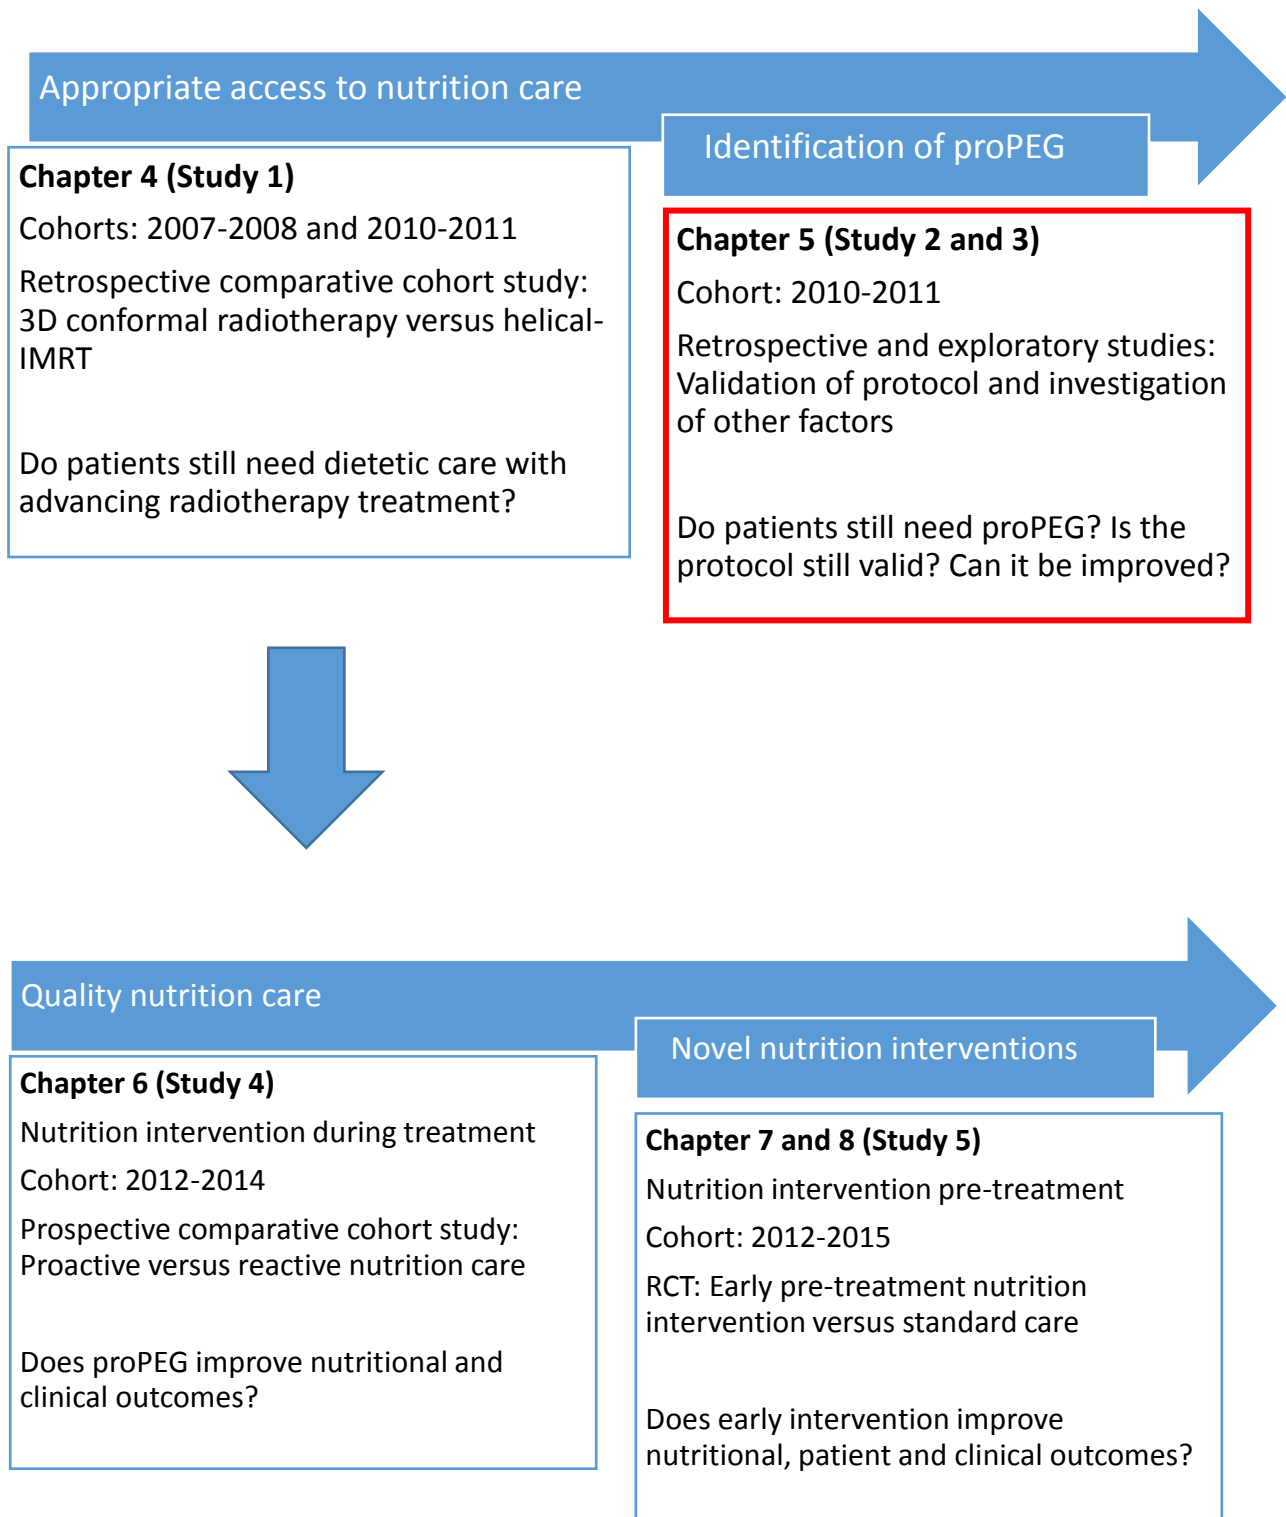 Appropriate access to nutrition care
Identification of proPEG
Chapter 4 (Study 1)
Cohorts: 2007-2008 and 2010-2011
Retrospective comparative cohort study:
3D conformal radiotherapy versus helical-
IMRT
Do patients still need dietetic care with
advancing radiotherapy treatment?
Chapter 5 (Study 2 and 3)
Cohort: 2010-2011
Retrospective and exploratory studies:
Validation of protocol and investigation
of other factors
Do patients still need proPEG? Is the
protocol still valid? Can it be improved?
Quality nutrition care
Novel nutrition interventions
Chapter 6 (Study 4)
Nutrition intervention during treatment
Cohort: 2012-2014
Prospective comparative cohort study:
Proactive versus reactive nutrition care
Does proPEG improve nutritional and
clinical outcomes?
Chapter 7 and 8 (Study 5)
Nutrition intervention pre-treatment
Cohort: 2012-2015
RCT: Early pre-treatment nutrition
intervention versus standard care
Does early intervention improve
nutritional, patient and clinical outcomes?